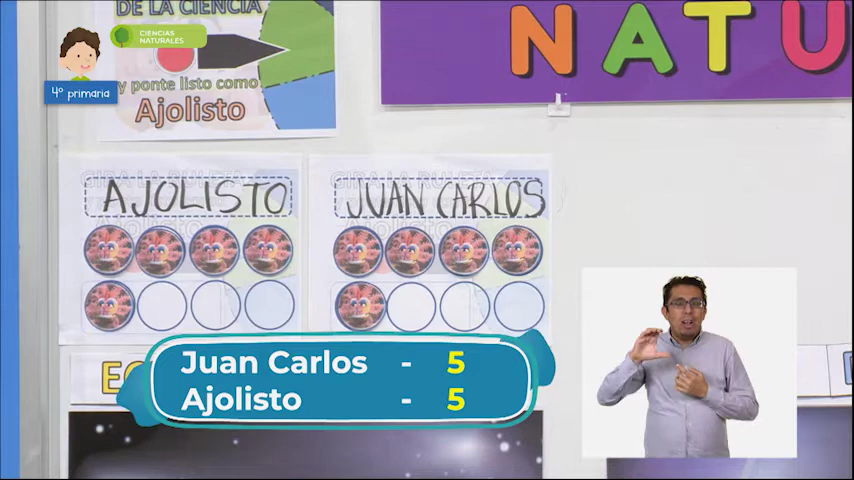 DE LA CIENCIA
CIENCIAS
NATURALES
4º primaria
y ponte listo como
Ajolisto
NATU
AJOLISTO
JUAN CARLOS
Juan Carlos - 5
Ajolisto - 5